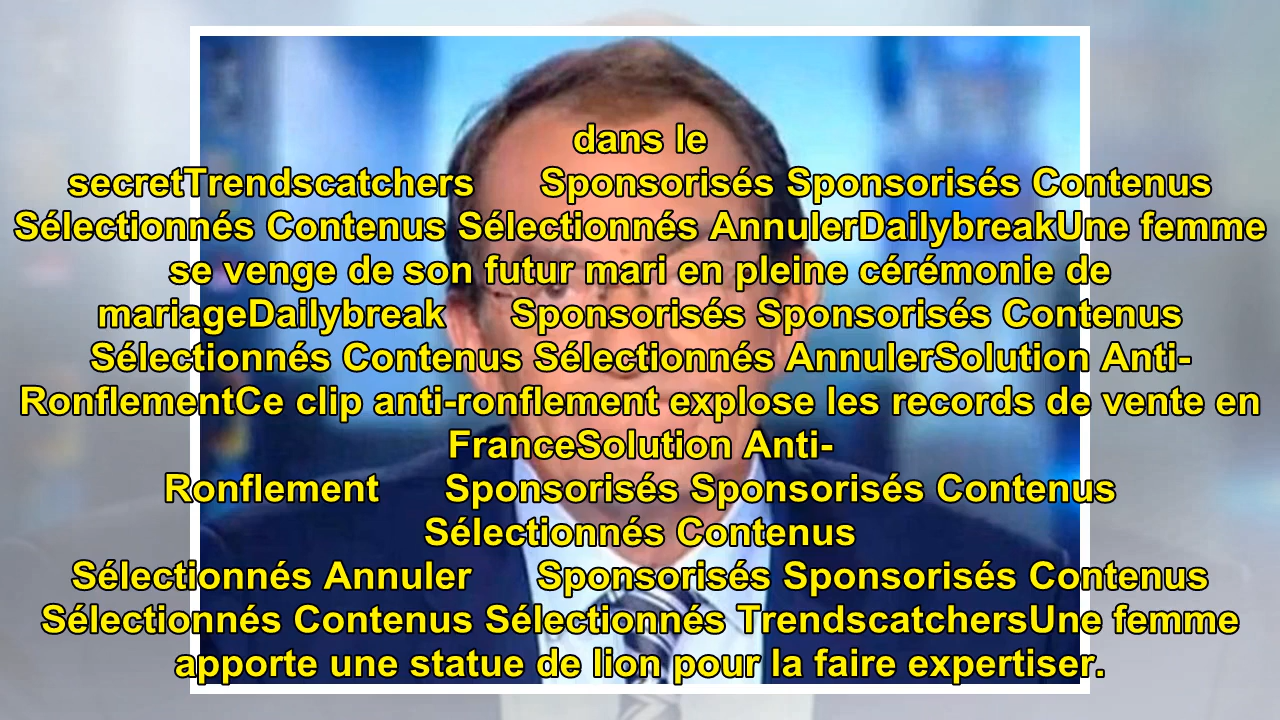 dans le
secretTrendscatchers Sponsorisés Sponsorisés Contenus
Sélectionnés Contenus Sélectionnés AnnulerDailybreakUne femme
se venge de son futur mari en pleine cérémonie de
mariageDailybreak Sponsorisés Sponsorisés Contenus
Sélectionnés Contenus Sélectionnés AnnulerSolution Anti-
RonflementCe clip anti-ronflement explose les records de vente en
FranceSolution Anti-
Ronflement Sponsorisés Sponsorisés Contenus
Sélectionnés Contenus
Sélectionnés Annuler Sponsorisés Sponsorisés Contenus
Sélectionnés Contenus Sélectionnés TrendscatchersUne femme
apporte une statue de lion pour la faire expertiser.